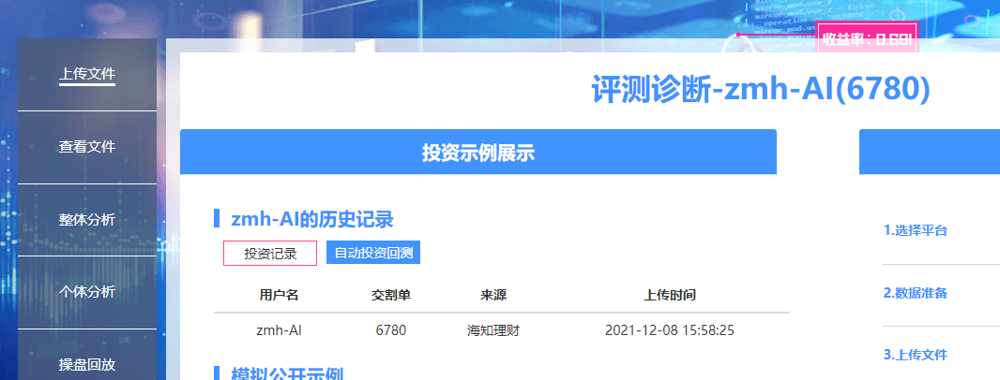 收益率:0.681
上传文件
查看文件
整体分析
个体分析
操盘回放
评测诊断-zmh-AI(6780)
投资示例展示
zmh-AI的历史记录
投资记录 自动投资回测
用户名 交割单 来源 上传时间
zmh-AI 6780 海知理财 2021-12-08 15:58:25
模拟公开示例
1.选择平台
2.数据准备
3.上传文件